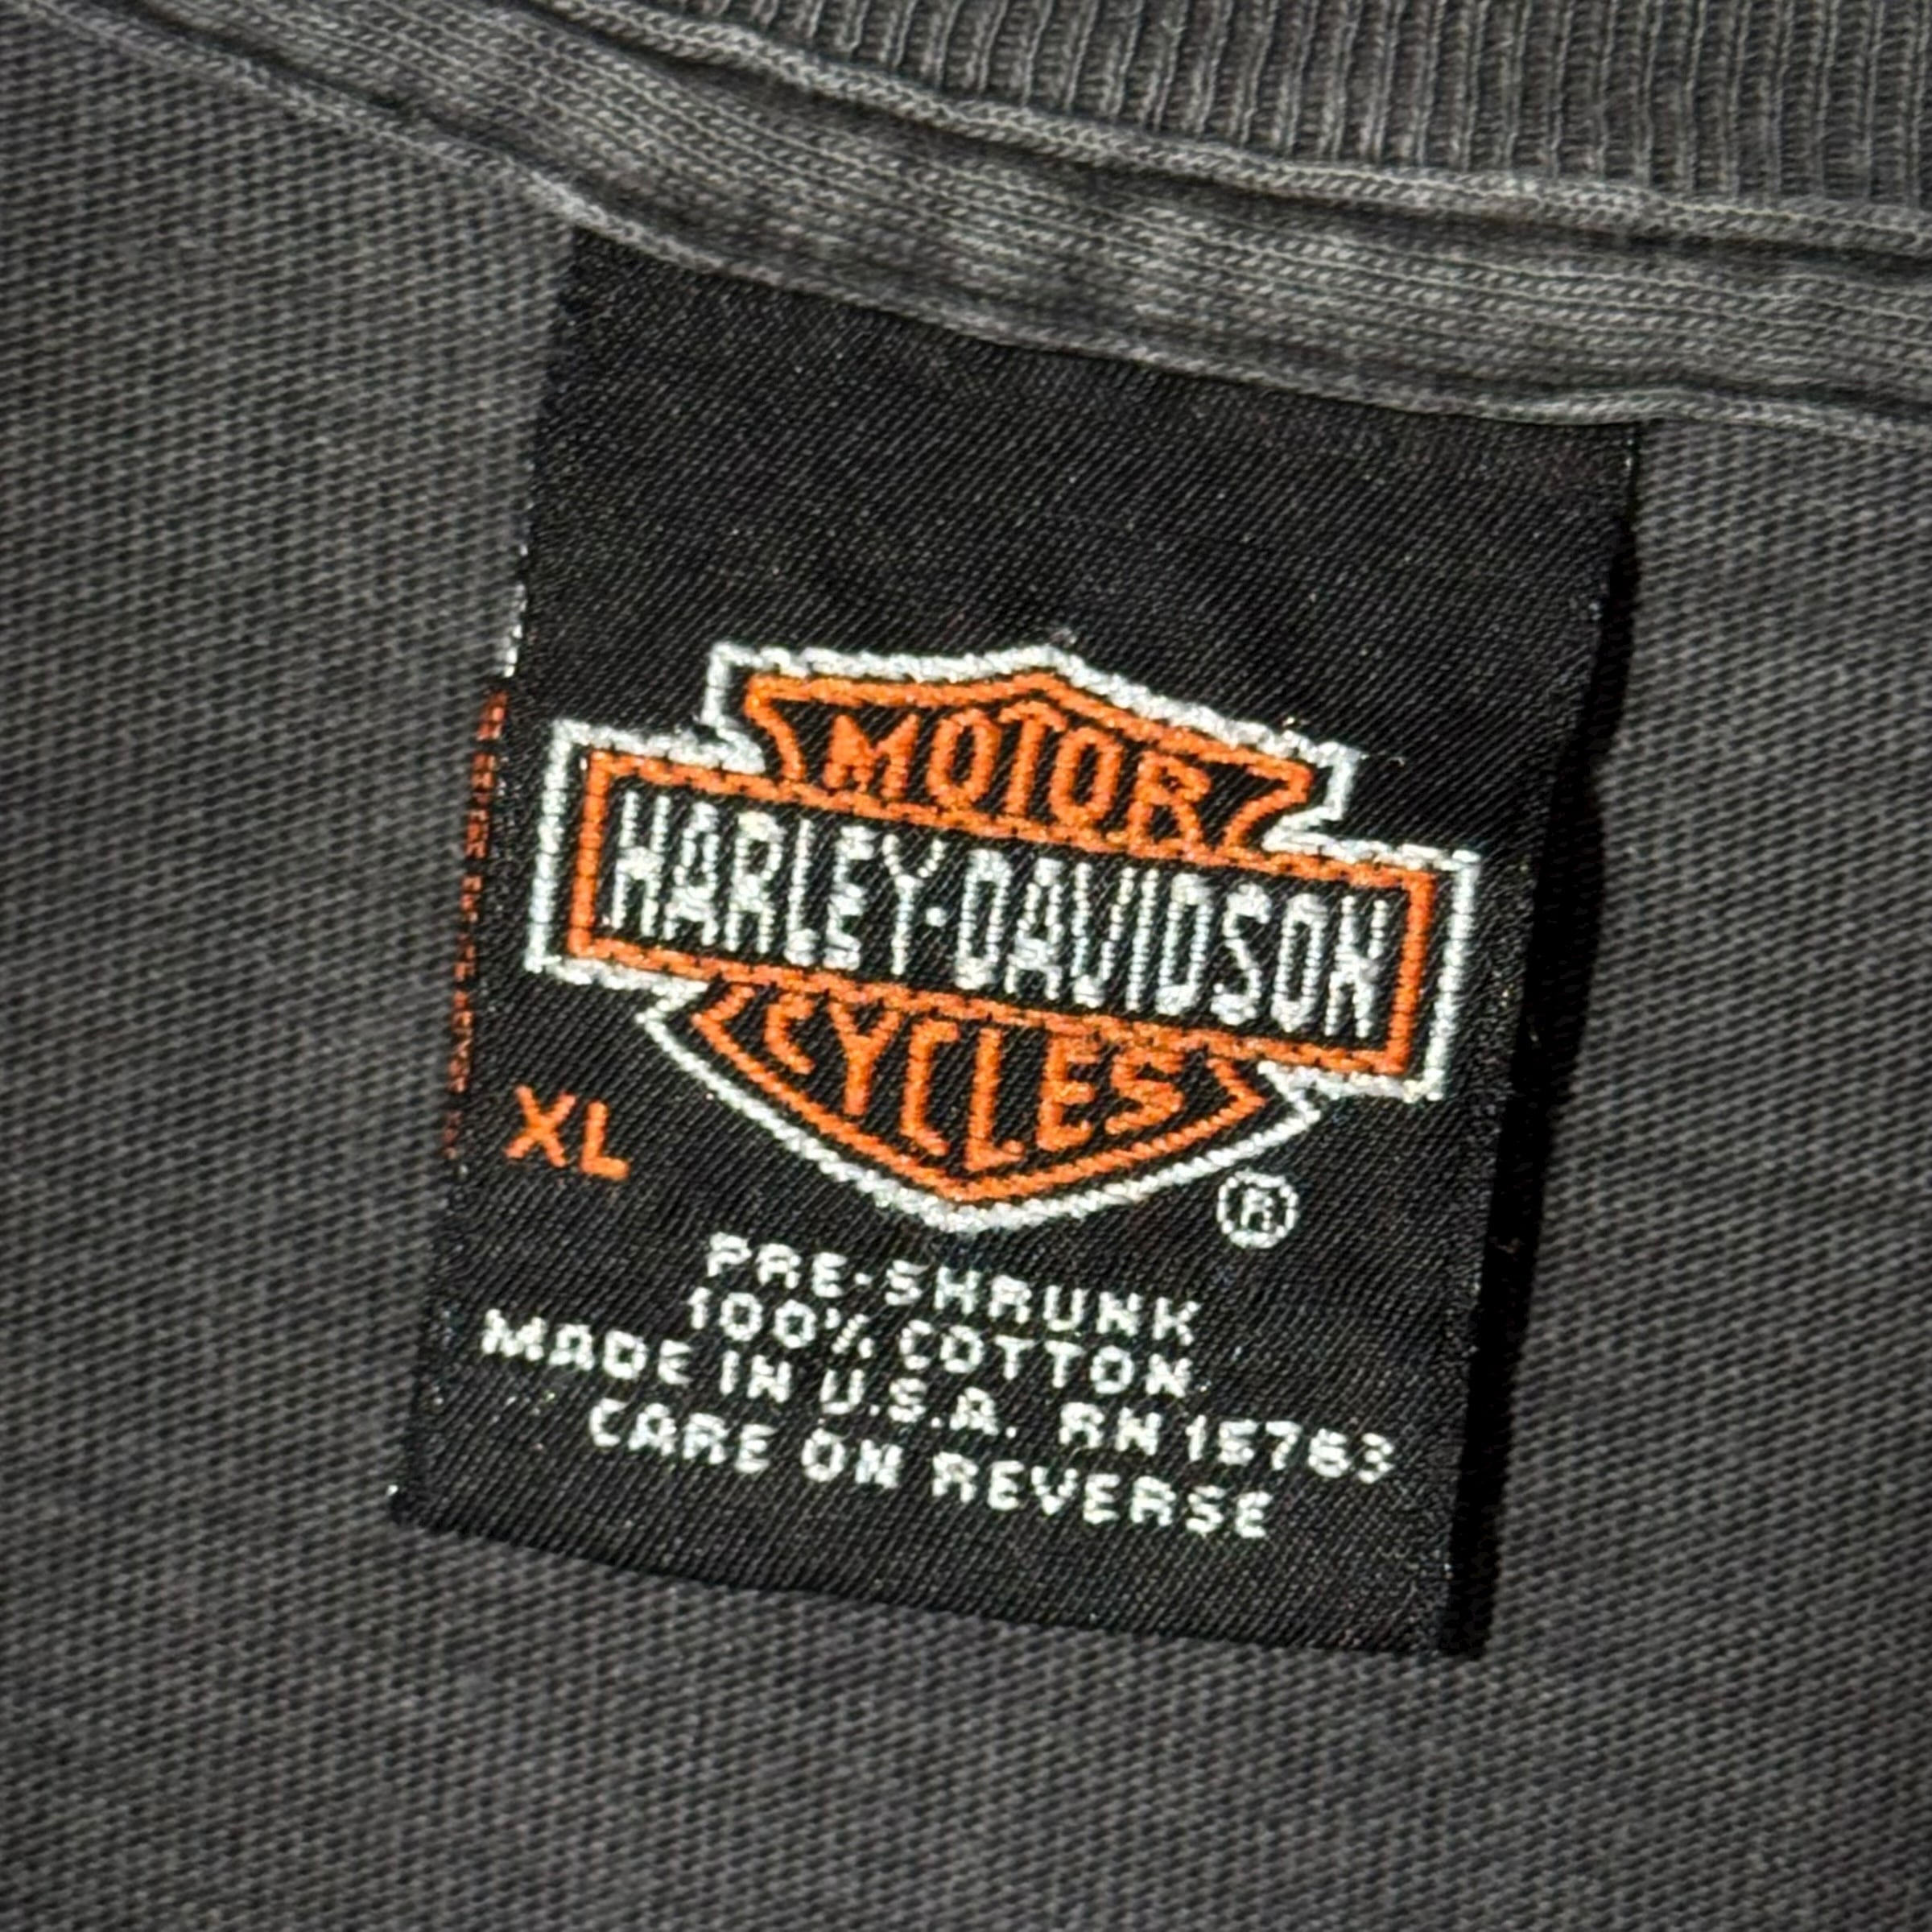 MOTOR
HARLEY-DAVIDSON
CYCLES
XL
®
PRE-SHRUNK
100% COTTON
MADE IN U.S.A. RN 15763
CARE ON REVERSE